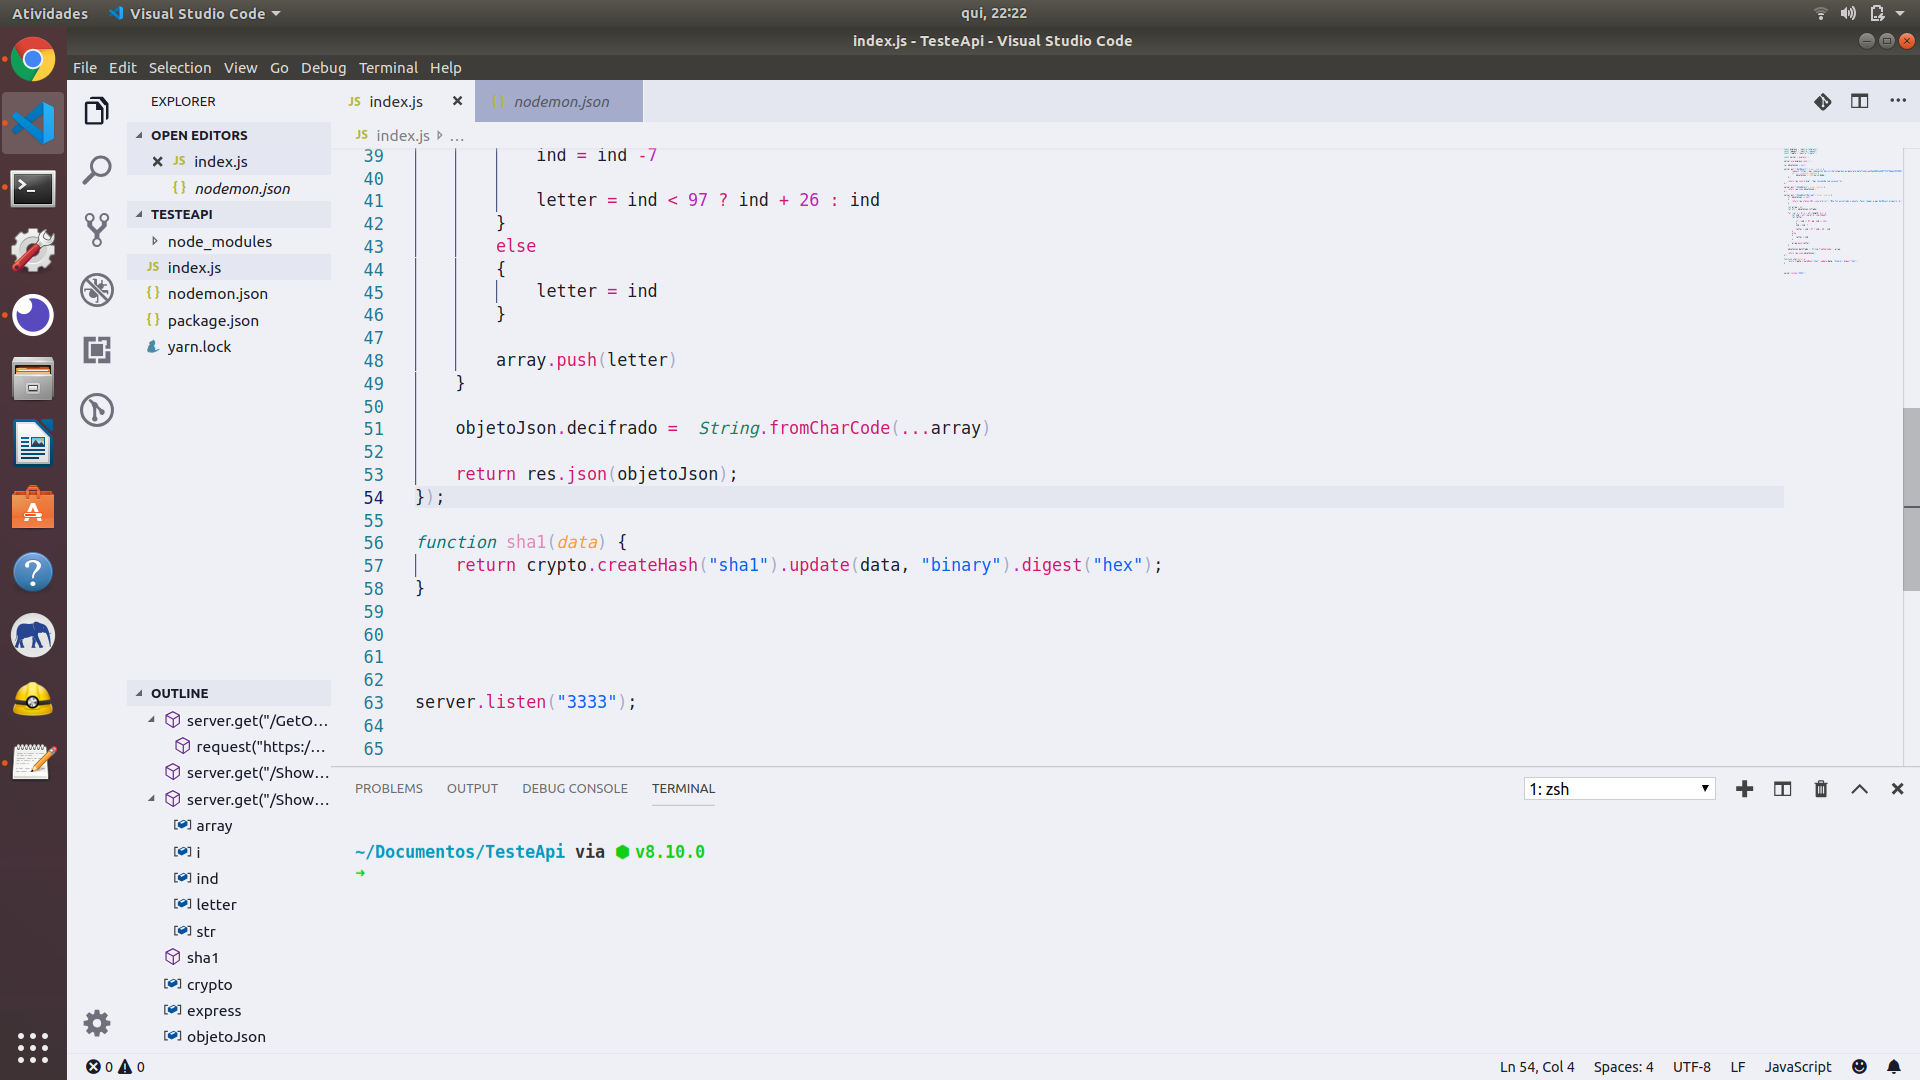 Atividades Visual Studio Code qui, 22:22
index.js - TesteApi - Visual Studio Code
File Edit Selection View Go Debug Terminal Help
EXPLORER
OPEN EDITORS
JS index.js
{ } nodemon.json
TESTEAPI
node_modules
JS index.js
{ } nodemon.json
{ } package.json
yarn.lock
OUTLINE
server.get("/GetO...
request("https:/...
server.get("/Show...
server.get("/Show...
array
i
ind
letter
str
sha1
crypto
express
objetoJson
JS index.js { } nodemon.json
JS index.js ...
39 ind = ind -7
40
41 letter = ind < 97 ? ind + 26 : ind
42 }
43 else
44 {
45 letter = ind
46 }
47
48 array.push(letter)
49 }
50
51 objetoJson.decifrado =  String.fromCharCode(...array)
52
53 return res.json(objetoJson);
54 });
55
56 function sha1(data) {
57 return crypto.createHash("sha1").update(data, "binary").digest("hex");
58 }
59
60
61
62
63 server.listen("3333");
64
65
PROBLEMS OUTPUT DEBUG CONSOLE TERMINAL 1: zsh
~/Documentos/TesteApi via ⬢ v8.10.0
➜
0 0 Ln 54, Col 4 Spaces: 4 UTF-8 LF JavaScript